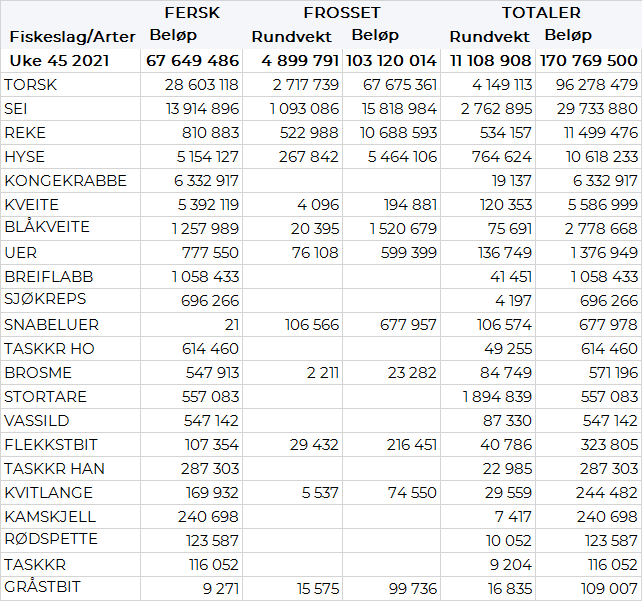 FERSK FROSSET TOTALER
Fiskeslag/Arter Beløp Rundvekt Beløp Rundvekt Beløp
Uke 45 2021 67 649 486 4 899 791 103 120 014 11 108 908 170 769 500
TORSK 28 603 118 2 717 739 67 675 361 4 149 113 96 278 479
SEI 13 914 896 1 093 086 15 818 984 2 762 895 29 733 880
REKE 810 883 522 988 10 688 593 534 157 11 499 476
HYSE 5 154 127 267 842 5 464 106 764 624 10 618 233
KONGEKRABBE 6 332 917 19 137 6 332 917
KVEITE 5 392 119 4 096 194 881 120 353 5 586 999
BLÅKVEITE 1 257 989 20 395 1 520 679 75 691 2 778 668
UER 777 550 76 108 599 399 136 749 1 376 949
BREIFLABB 1 058 433 41 451 1 058 433
SJØKREPS 696 266 4 197 696 266
SNABELUER 21 106 566 677 957 106 574 677 978
TASKKR HO 614 460 49 255 614 460
BROSME 547 913 2 211 23 282 84 749 571 196
STORTARE 557 083 1 894 839 557 083
VASSILD 547 142 87 330 547 142
FLEKKSTBIT 107 354 29 432 216 451 40 786 323 805
TASKKR HAN 287 303 22 985 287 303
KVITLANGE 169 932 5 537 74 550 29 559 244 482
KAMSKJELL 240 698 7 417 240 698
RØDSPETTE 123 587 10 052 123 587
TASKKR 116 052 9 204 116 052
GRÅSTBIT 9 271 15 575 99 736 16 835 109 007